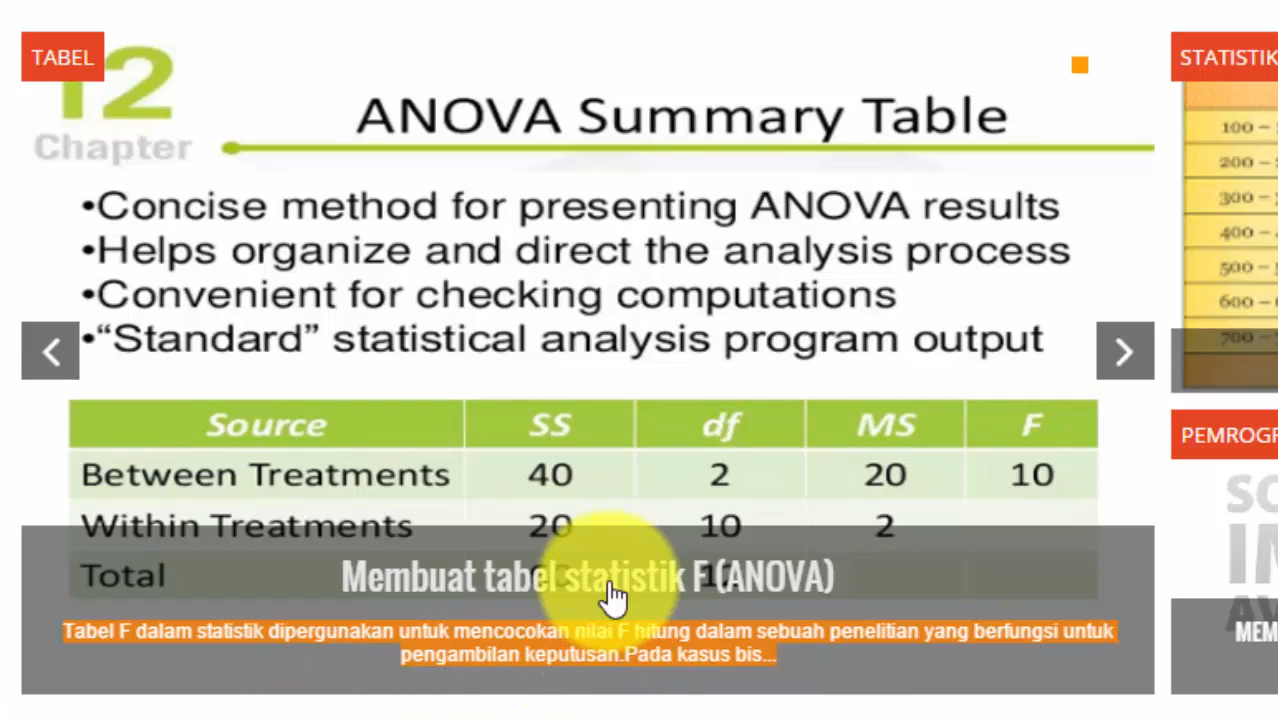 TABEL
12
Chapter
ANOVA Summary Table
•Concise method for presenting ANOVA results
•Helps organize and direct the analysis process
•Convenient for checking computations
•“Standard” statistical analysis program output
Source SS df MS F
Between Treatments 40 2 20 10
Within Treatments 20 10 2
Total
Membuat tabel statistik F (ANOVA)
Tabel F dalam statistik dipergunakan untuk mencocokan nilai F hitung dalam sebuah penelitian yang berfungsi untuk
pengambilan keputusan.Pada kasus bis...
STATISTIK
100 –
200 –
300 –
400 –
500 –
600 –
700 –
PEMROGR
SO
IM
AV
MEM